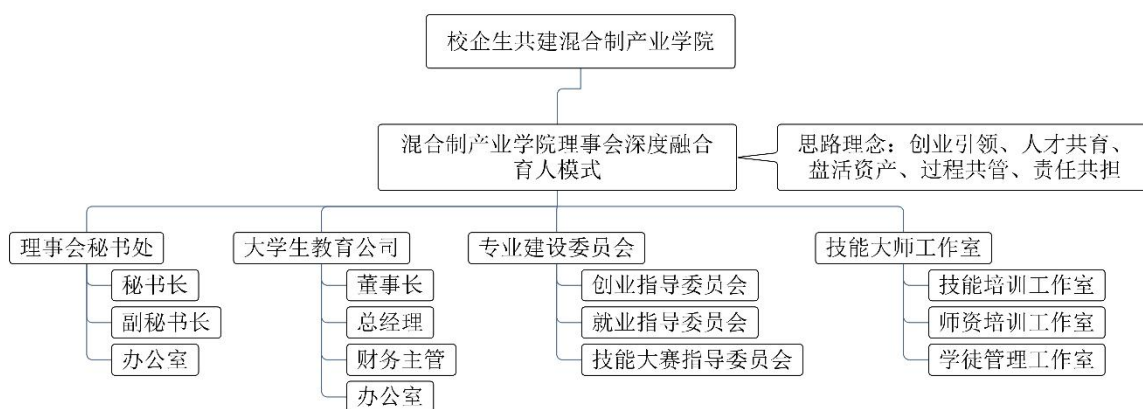 校企生共建混合制产业学院
混合制产业学院理事会深度融合
育人模式
思路理念：创业引领、人才共育、
盘活资产、过程共管、责任共担
理事会秘书处
秘书长
副秘书长
办公室
大学生教育公司
董事长
总经理
财务主管
办公室
专业建设委员会
创业指导委员会
就业指导委员会
技能大赛指导委员会
技能大师工作室
技能培训工作室
师资培训工作室
学徒管理工作室